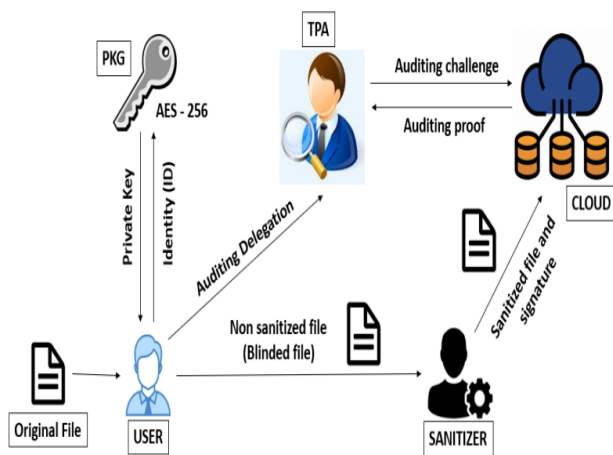 TPA
PKG
AES - 256
Auditing challenge
Auditing proof
CLOUD
Private Key
Identity (ID)
Auditing Delegation
Sanitized file and
signature
Non sanitized file
(Blinded file)
Original File
USER
SANITIZER